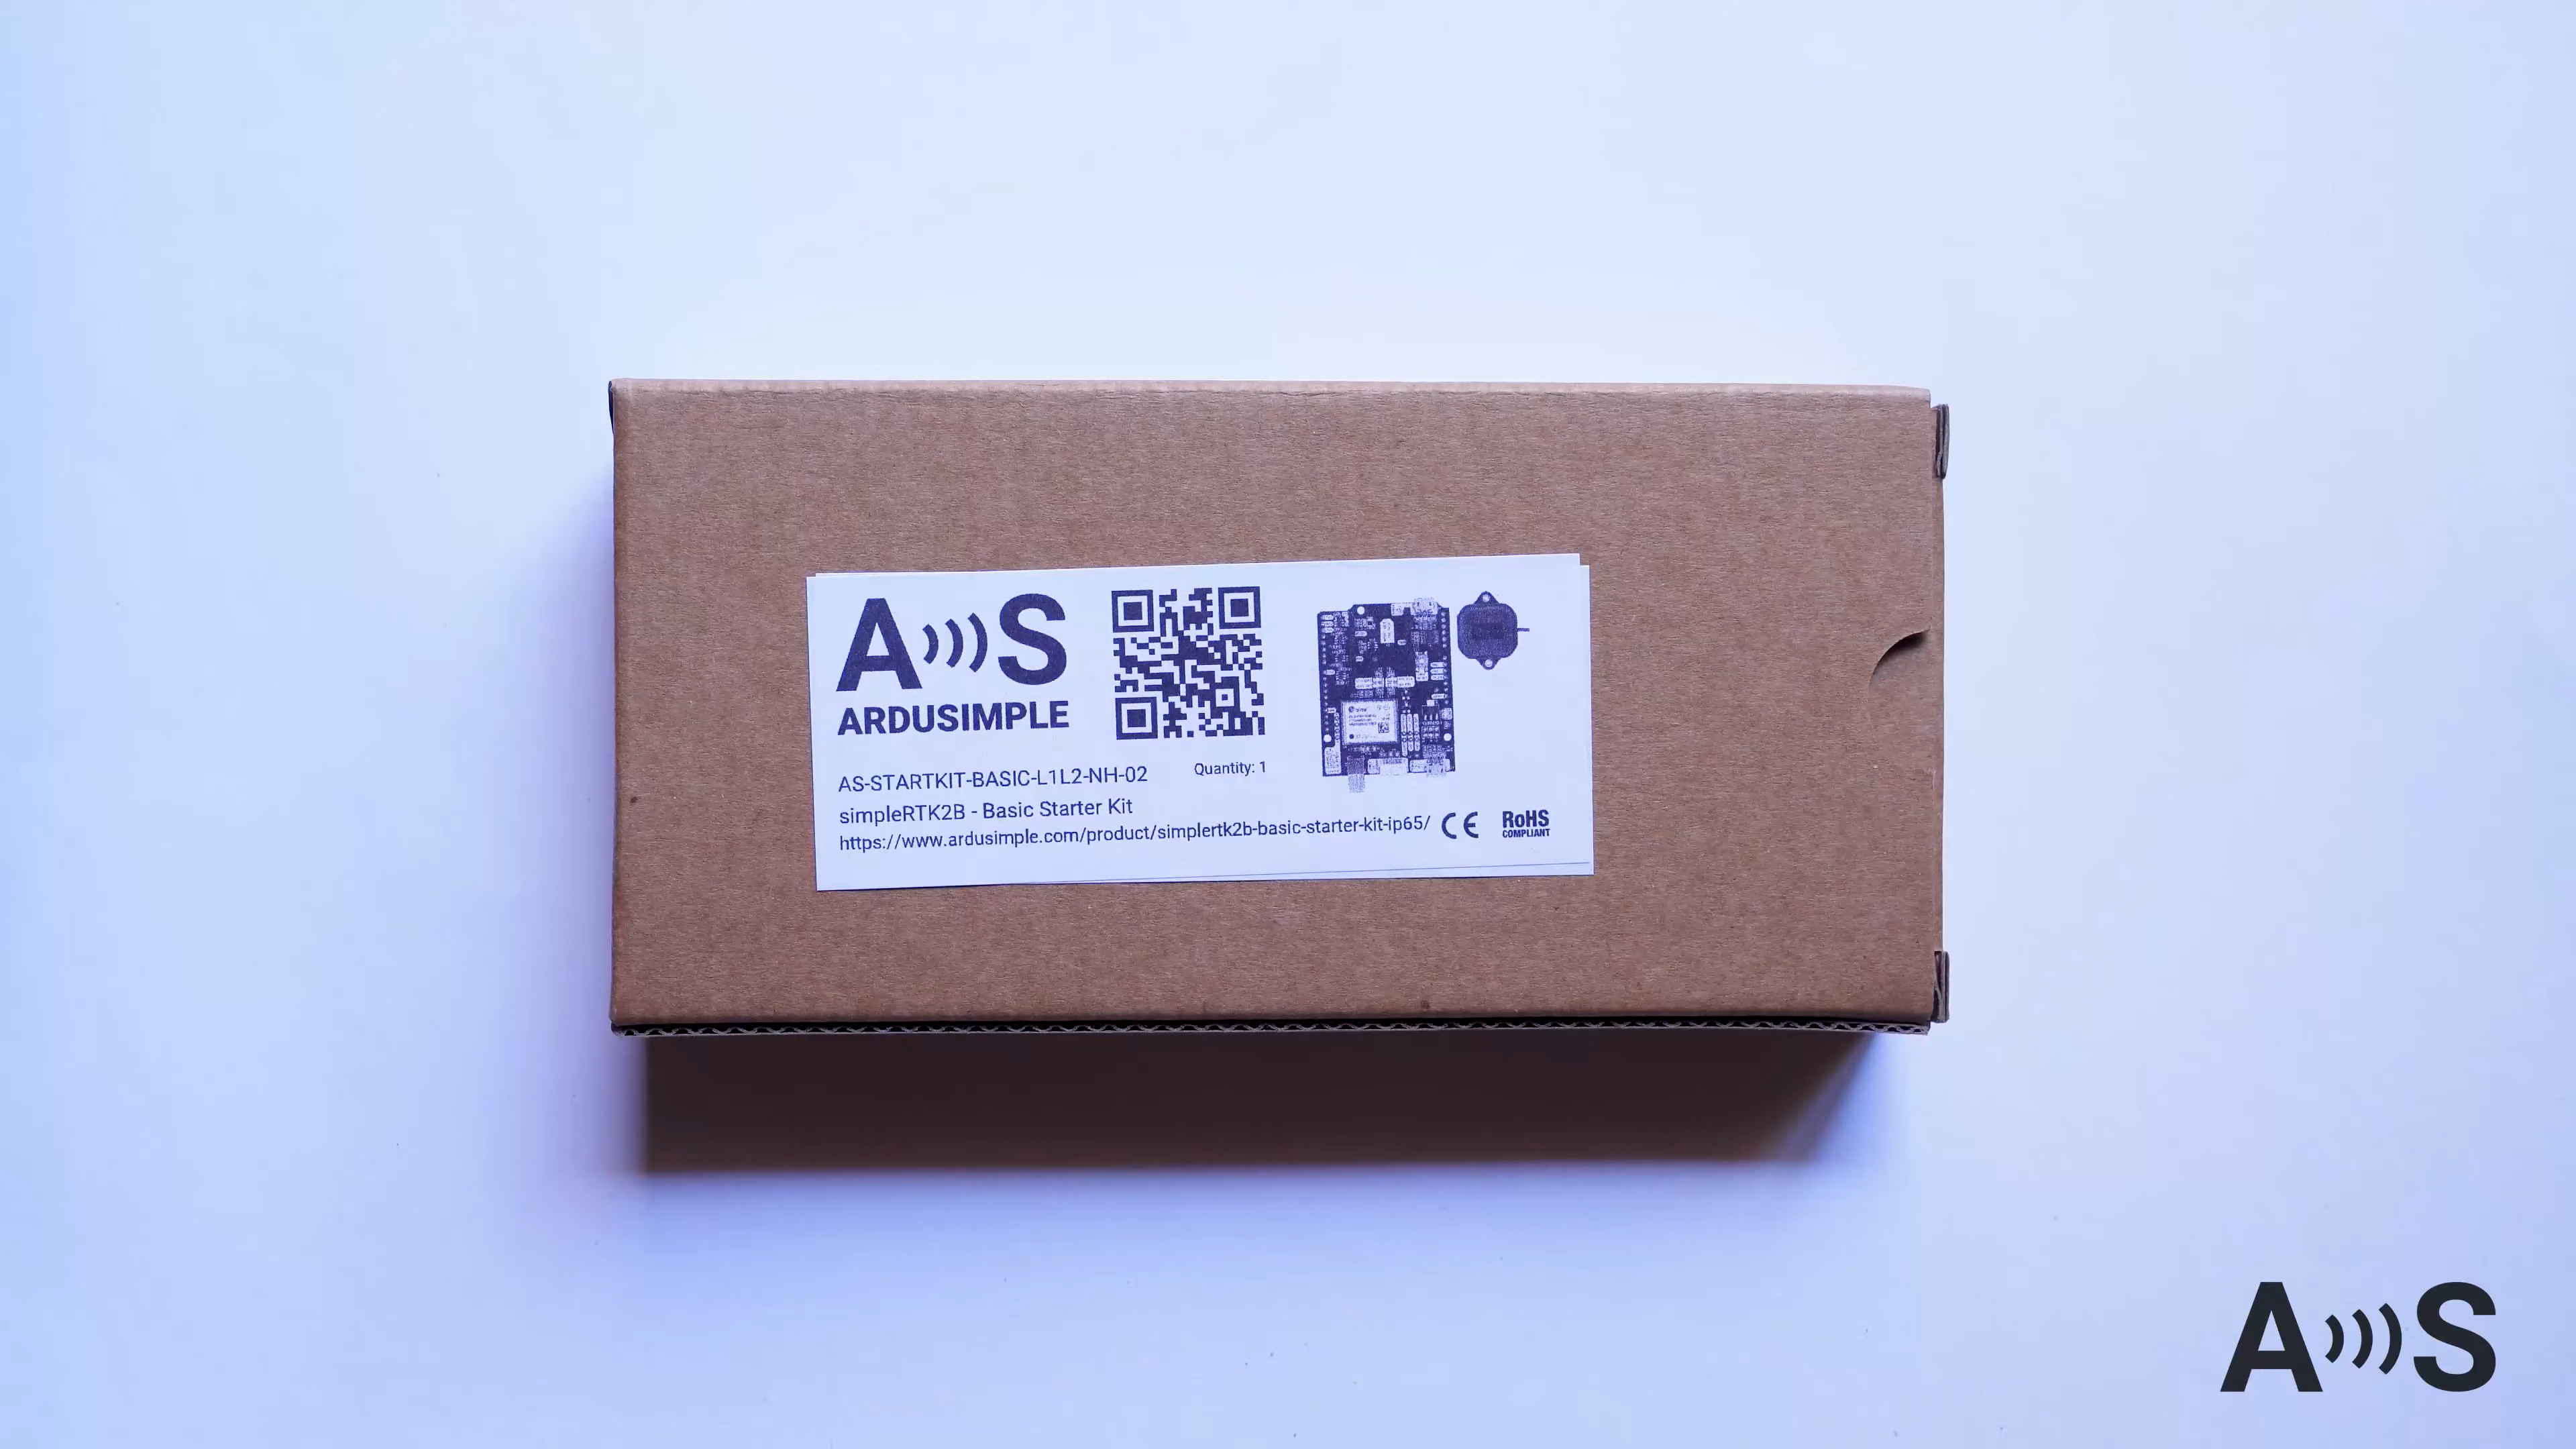 A S
ARDUSIMPLE
AS-STARTKIT-BASIC-L1L2-NH-02
Quantity: 1
simpleRTK2B - Basic Starter Kit
https://www.ardusimple.com/product/simplertk2b-basic-starter-kit-ip65/
CE
RoHS
COMPLIANT
A S